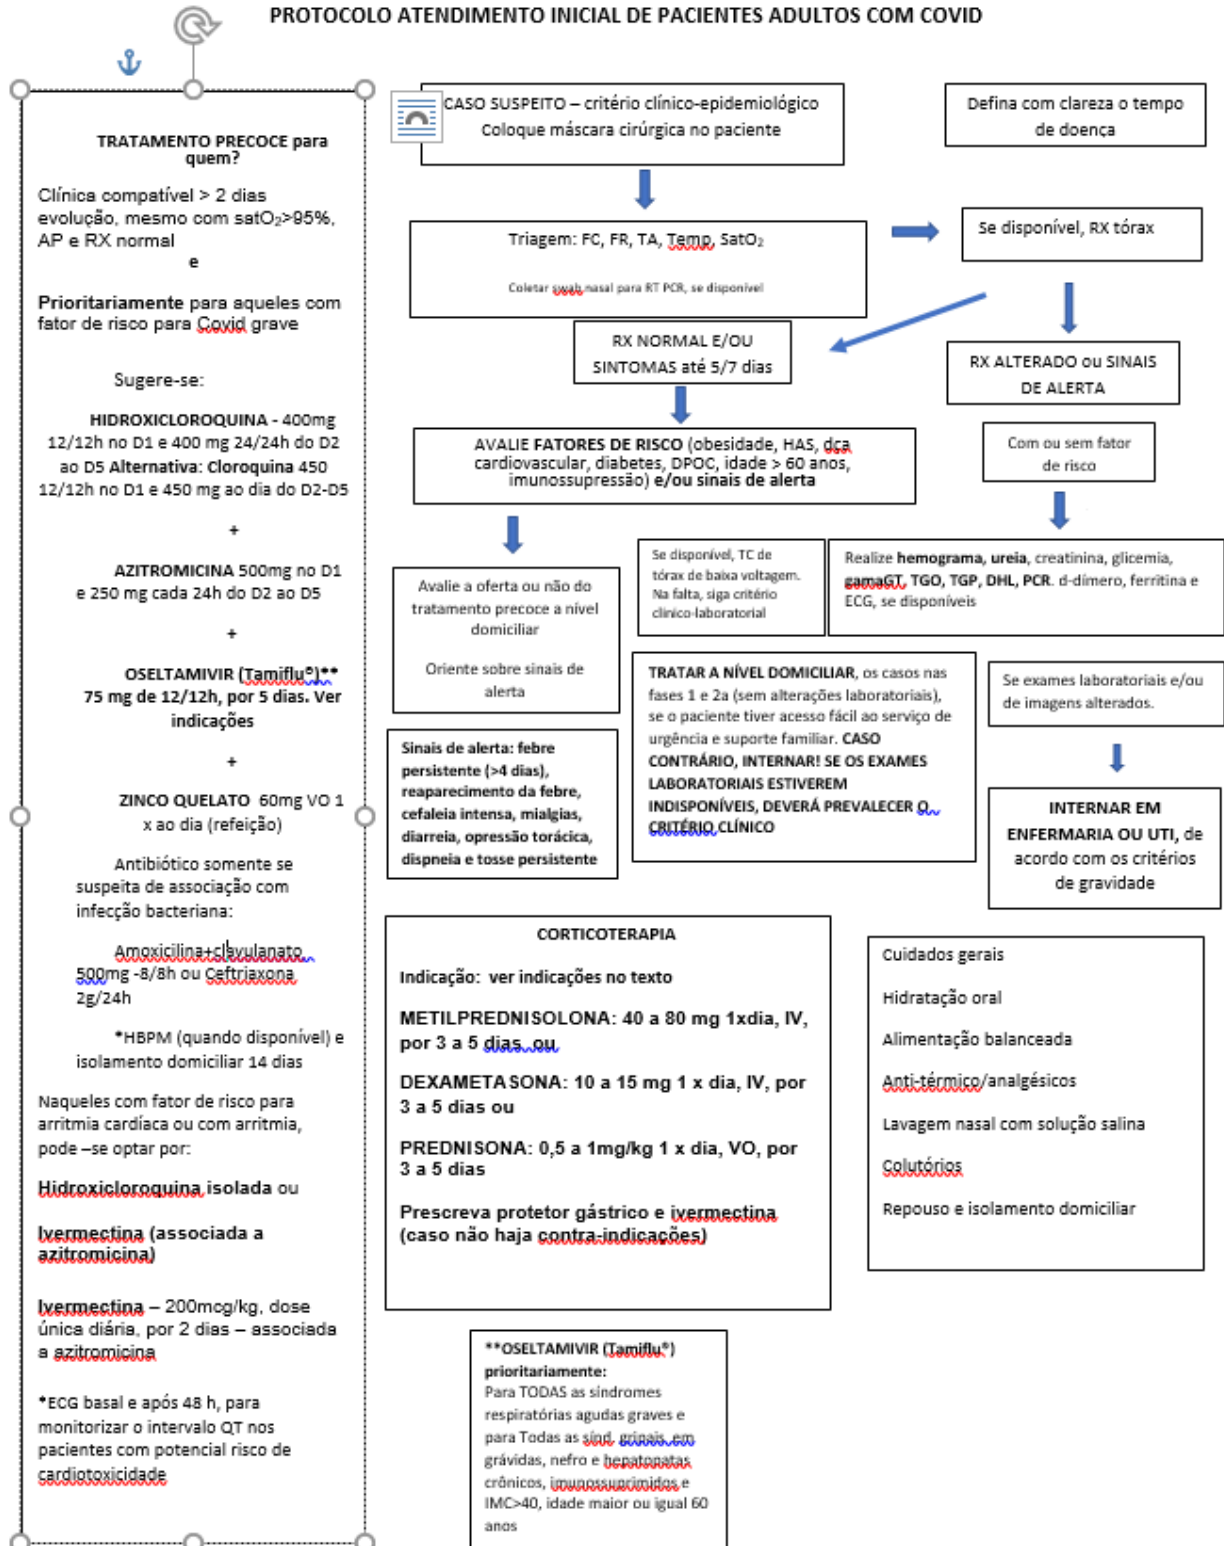 PROTOCOLO ATENDIMENTO INICIAL DE PACIENTES ADULTOS COM COVID
TRATAMENTO PRECOCE para
quem?
Clínica compatível > 2 dias
evolução, mesmo com satO₂>95%,
AP e RX normal
e
Prioritariamente para aqueles com
fator de risco para Covid grave
Sugere-se:
HIDROXICLOROQUINA - 400mg
12/12h no D1 e 400 mg 24/24h do D2
ao D5 Alternativa: Cloroquina 450
12/12h no D1 e 450 mg ao dia do D2-D5
+
AZITROMICINA 500mg no D1
e 250 mg cada 24h do D2 ao D5
+
OSELTAMIVIR (Tamiflu®)**
75 mg de 12/12h, por 5 dias. Ver
indicações
+
ZINCO QUELATO 60mg VO 1
x ao dia (refeição)
Antibiótico somente se
suspeita de associação com
infecção bacteriana:
Amoxicilina+clavulanato
500mg -8/8h ou Ceftriaxona
2g/24h
*HBPM (quando disponível) e
isolamento domiciliar 14 dias
Naqueles com fator de risco para
arritmia cardíaca ou com arritmia,
pode –se optar por:
Hidroxicloroquina isolada ou
Ivermectina (associada a
azitromicina)
Ivermectina – 200mcg/kg, dose
única diária, por 2 dias – associada
a azitromicina
*ECG basal e após 48 h, para
monitorizar o intervalo QT nos
pacientes com potencial risco de
cardiotoxicidade
CASO SUSPEITO – critério clínico-epidemiológico
Coloque máscara cirúrgica no paciente
Defina com clareza o tempo
de doença
Triagem: FC, FR, TA, Temp, SatO₂
Coletar swab nasal para RT PCR, se disponível
Se disponível, RX tórax
RX NORMAL E/OU
SINTOMAS até 5/7 dias
RX ALTERADO ou SINAIS
DE ALERTA
AVALIE FATORES DE RISCO (obesidade, HAS, dça
cardiovascular, diabetes, DPOC, idade > 60 anos,
imunossupressão) e/ou sinais de alerta
Com ou sem fator
de risco
Avalie a oferta ou não do
tratamento precoce a nível
domiciliar
Oriente sobre sinais de
alerta
Se disponível, TC de
tórax de baixa voltagem.
Na falta, siga critério
clínico-laboratorial
Realize hemograma, ureia, creatinina, glicemia,
gamaGT, TGO, TGP, DHL, PCR. d-dímero, ferritina e
ECG, se disponíveis
Sinais de alerta: febre
persistente (>4 dias),
reaparecimento da febre,
cefaleia intensa, mialgias,
diarreia, opressão torácica,
dispneia e tosse persistente
TRATAR A NÍVEL DOMICILIAR, os casos nas
fases 1 e 2a (sem alterações laboratoriais),
se o paciente tiver acesso fácil ao serviço de
urgência e suporte familiar. CASO
CONTRÁRIO, INTERNAR! SE OS EXAMES
LABORATORIAIS ESTIVEREM
INDISPONÍVEIS, DEVERÁ PREVALECER O
CRITÉRIO CLÍNICO
Se exames laboratoriais e/ou
de imagens alterados.
INTERNAR EM
ENFERMARIA OU UTI, de
acordo com os critérios
de gravidade
CORTICOTERAPIA
Indicação: ver indicações no texto
METILPREDNISOLONA: 40 a 80 mg 1xdia, IV,
por 3 a 5 dias ou
DEXAMETASONA: 10 a 15 mg 1 x dia, IV, por
3 a 5 dias ou
PREDNISONA: 0,5 a 1mg/kg 1 x dia, VO, por
3 a 5 dias
Prescreva protetor gástrico e ivermectina
(caso não haja contra-indicações)
Cuidados gerais
Hidratação oral
Alimentação balanceada
Anti-térmico/analgésicos
Lavagem nasal com solução salina
Colutórios
Repouso e isolamento domiciliar
**OSELTAMIVIR (Tamiflu®)
prioritariamente:
Para TODAS as síndromes
respiratórias agudas graves e
para Todas as sínd. gripais em
grávidas, nefro e hepatopatas
crônicos, imunossuprimidos e
IMC>40, idade maior ou igual 60
anos